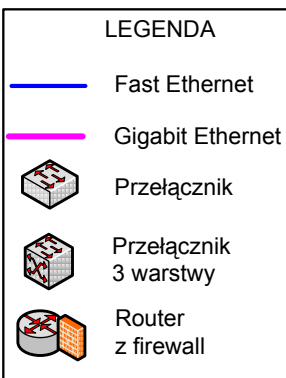 LEGENDA
Fast Ethernet
Gigabit Ethernet
Przełącznik
Przełącznik
3 warstwy
Router
z firewall